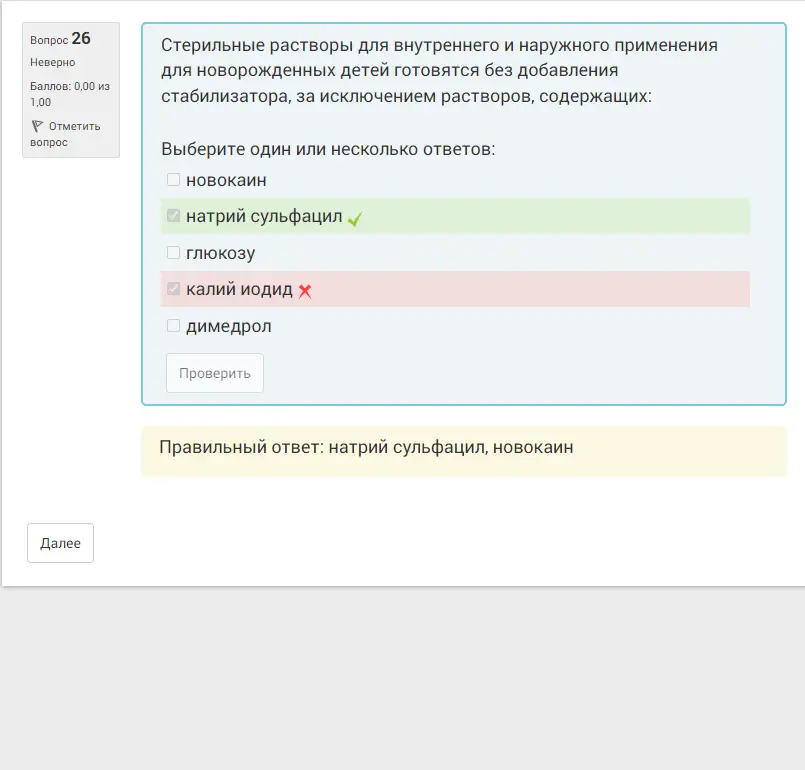 Вопрос 26
Неверно
Баллов: 0,00 из
1,00
Отметить
вопрос
Стерильные растворы для внутреннего и наружного применения
для новорожденных детей готовятся без добавления
стабилизатора, за исключением растворов, содержащих:
Выберите один или несколько ответов:
новокаин
натрий сульфацил
глюкозу
калий иодид
димедрол
Проверить
Правильный ответ: натрий сульфацил, новокаин
Далее